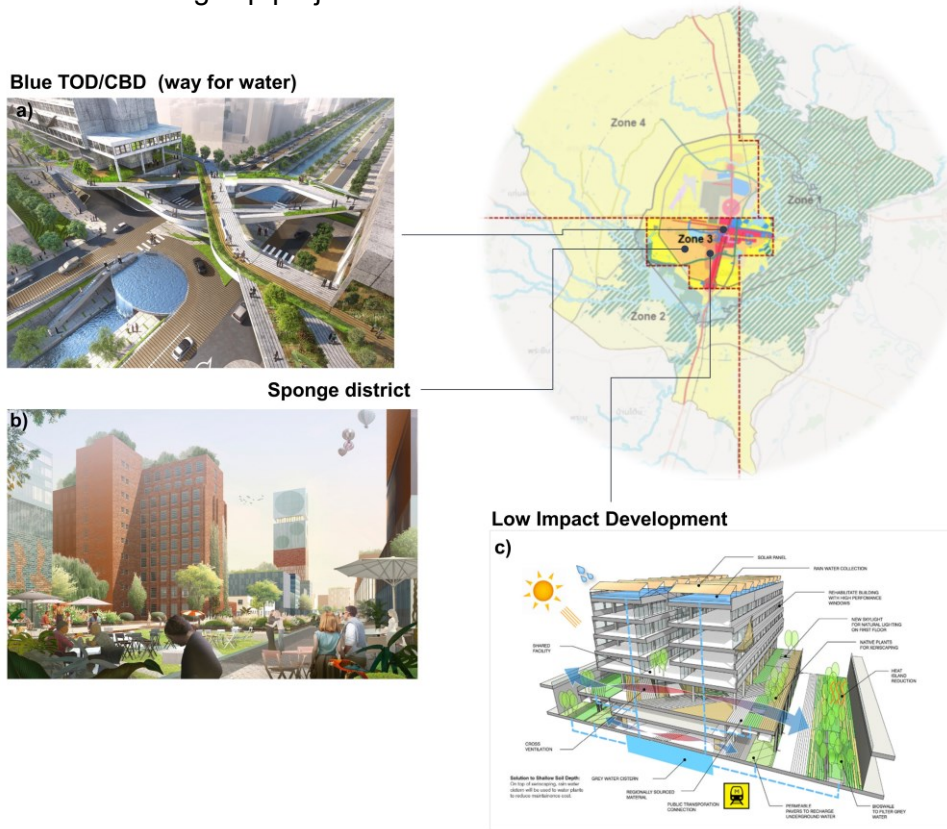 Blue TOD/CBD (way for water)
a)
Zone 4
Zone 1
Zone 3
Zone 2
Sponge district
b)
Low Impact Development
c)
SOLAR PANEL
RAIN WATER COLLECTION
REHABILITATE BUILDING
WITH HIGH PERFORMANCE
WINDOWS
NEW SKYLIGHT
FOR NATURAL LIGHTING
ON FIRST FLOOR
NATIVE PLANTS
FOR XERISCAPING
HEAT
ISLAND
REDUCTION
SHARED
FACILITY
CROSS
VENTILATION
Solution to Shallow Soil Depth:
GREY WATER CISTERN
REGIONALLY SOURCED
MATERIAL
PUBLIC TRANSPORTATION
CONNECTION
PERMEABLE
PAVERS TO RECHARGE
UNDERGROUND WATER
BIOSWALE
TO FILTER GREY
WATER